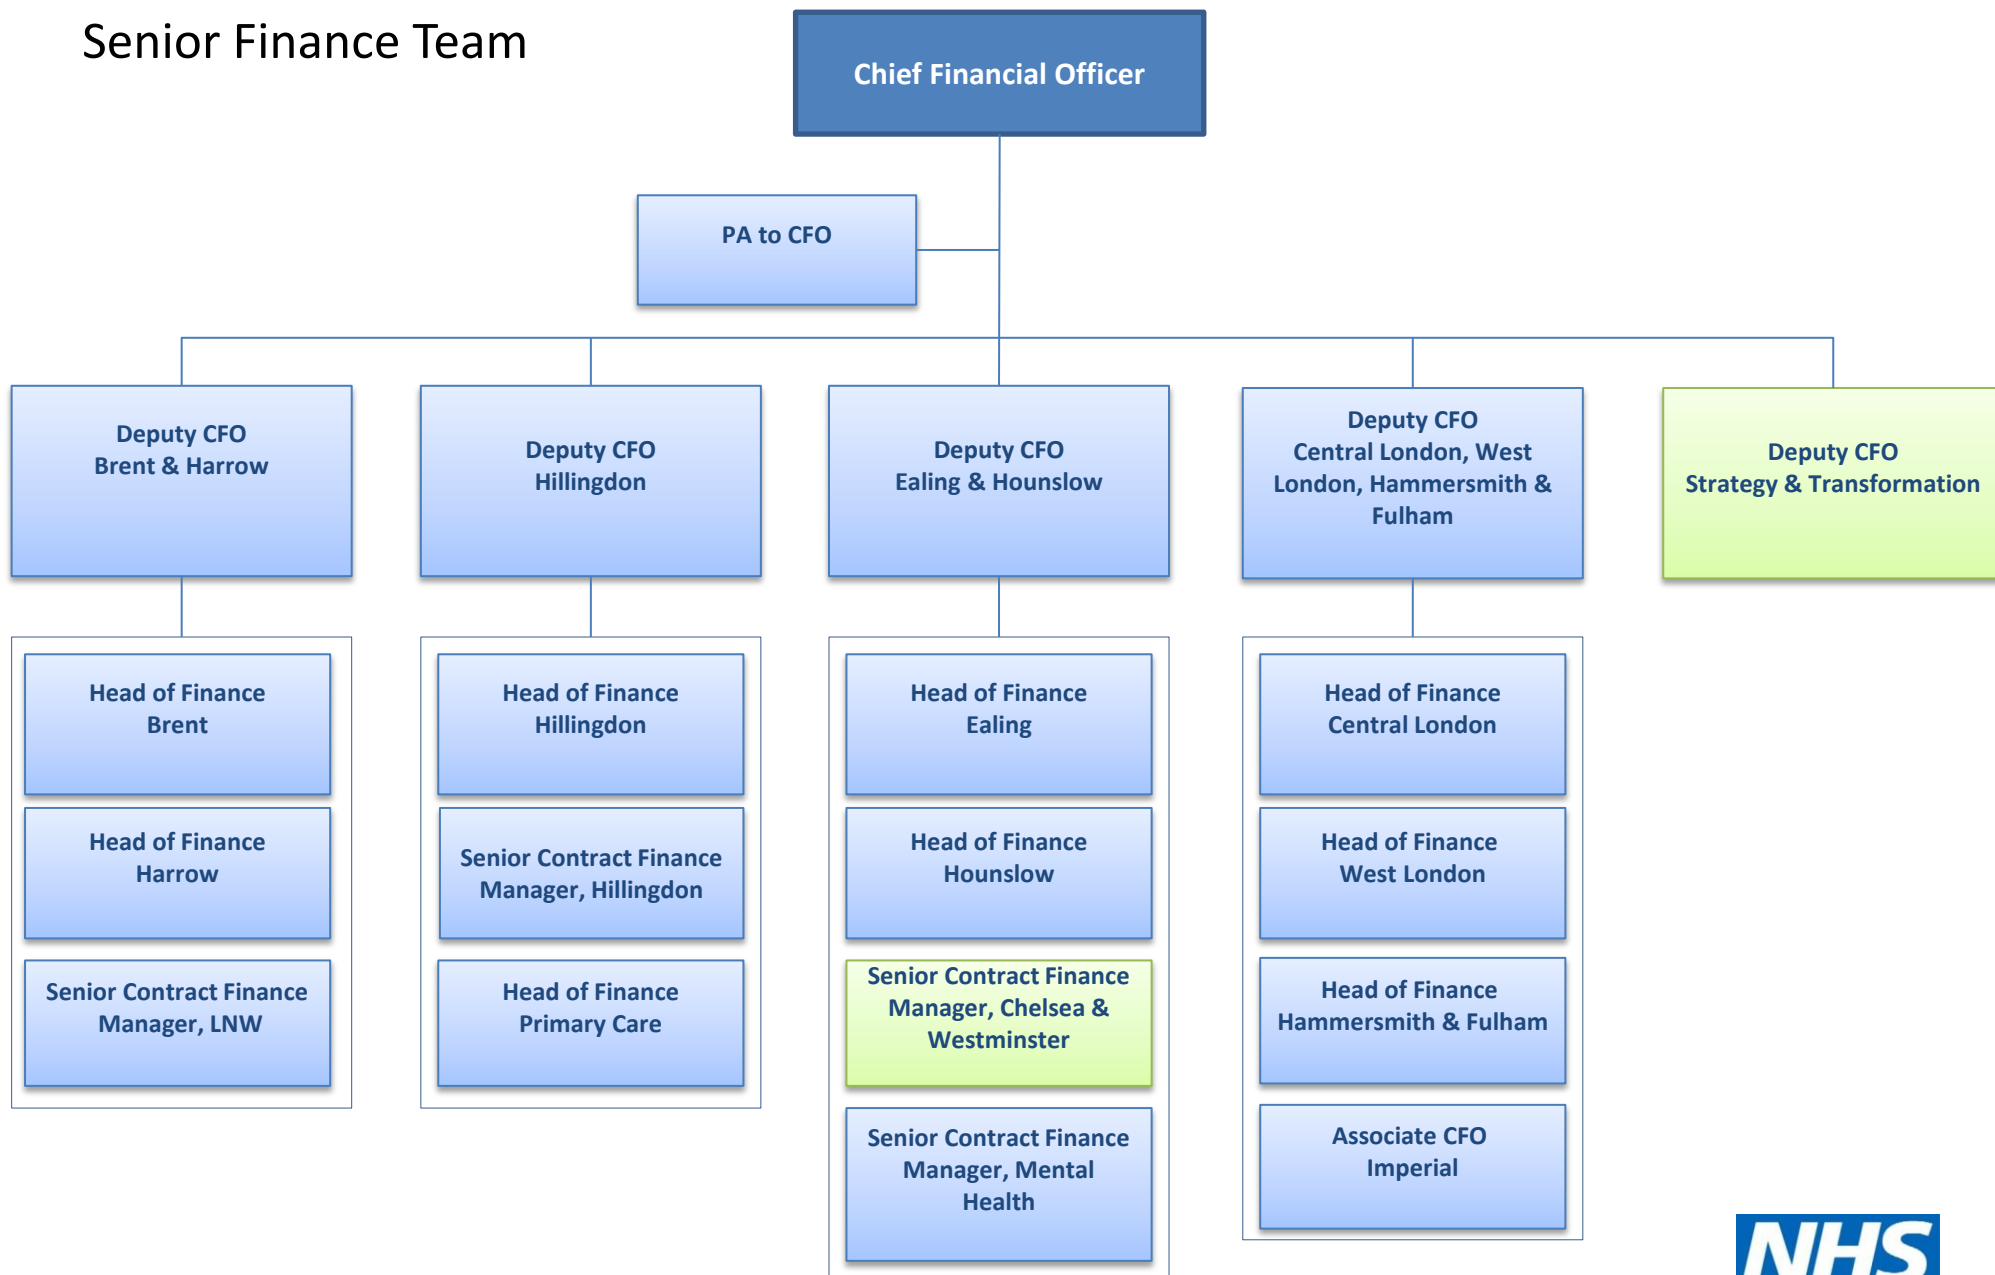 Senior Finance Team
Chief Financial Officer
PA to CFO
Deputy CFO
Brent & Harrow
Deputy CFO
Hillingdon
Deputy CFO
Ealing & Hounslow
Deputy CFO
Central London, West
London, Hammersmith &
Fulham
Deputy CFO
Strategy & Transformation
Head of Finance
Brent
Head of Finance
Harrow
Senior Contract Finance
Manager, LNW
Head of Finance
Hillingdon
Senior Contract Finance
Manager, Hillingdon
Head of Finance
Primary Care
Head of Finance
Ealing
Head of Finance
Hounslow
Senior Contract Finance
Manager, Chelsea &
Westminster
Senior Contract Finance
Manager, Mental
Health
Head of Finance
Central London
Head of Finance
West London
Head of Finance
Hammersmith & Fulham
Associate CFO
Imperial
NHS